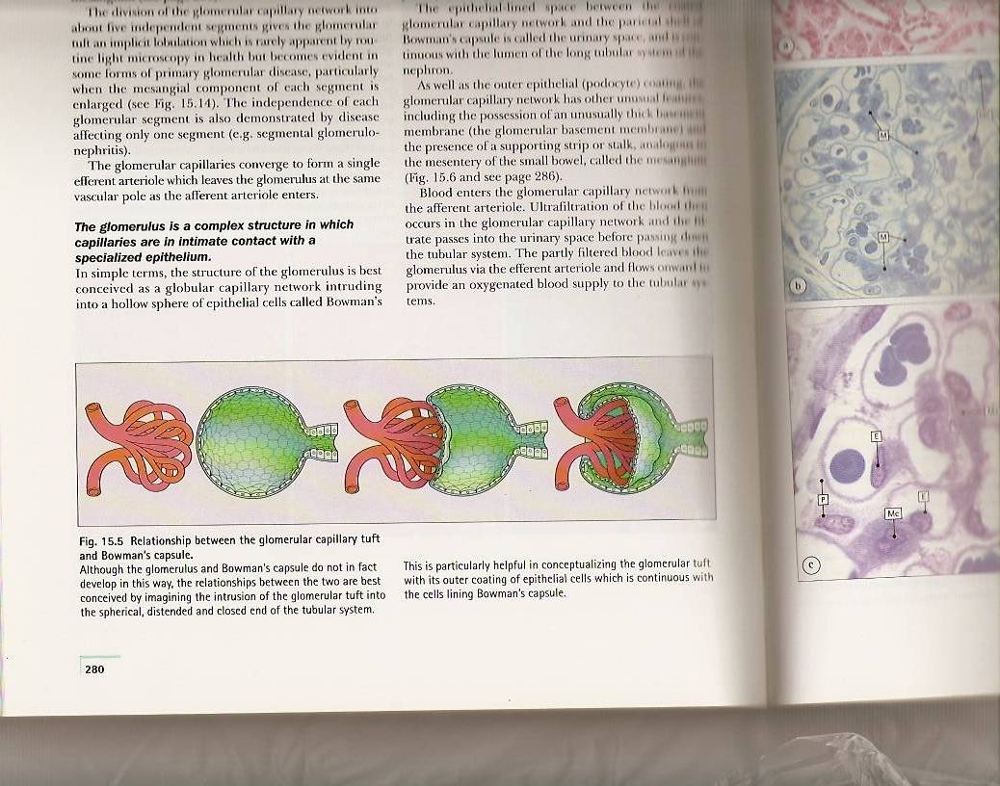 The division of the glomerular capillary network into
about five independent segments gives the glomerular
tuft an implicit lobulation which is rarely apparent by rou-
tine light microscopy in health but becomes evident in
some forms of primary glomerular disease, particularly
when the mesangial component of each segment is
enlarged (see Fig. 15.14). The independence of each
glomerular segment is also demonstrated by disease
affecting only one segment (e.g. segmental glomerulo-
nephritis).
The glomerular capillaries converge to form a single
efferent arteriole which leaves the glomerulus at the same
vascular pole as the afferent arteriole enters.
The glomerulus is a complex structure in which
capillaries are in intimate contact with a
specialized epithelium.
In simple terms, the structure of the glomerulus is best
conceived as a globular capillary network intruding
into a hollow sphere of epithelial cells called Bowman's
The epithelial-lined space between the
glomerular capillary network and the parietal shell of
Bowman's capsule is called the urinary space, and is
tinuous with the lumen of the long tubular system of the
nephron.
As well as the outer epithelial (podocyte) coating, the
glomerular capillary network has other unusual features,
including the possession of an unusually thick basement
membrane (the glomerular basement membrane) and
the presence of a supporting strip or stalk, analogous to
the mesentery of the small bowel, called the mesangium
(Fig. 15.6 and see page 286).
Blood enters the glomerular capillary network from
the afferent arteriole. Ultrafiltration of the blood then
occurs in the glomerular capillary network and the fil-
trate passes into the urinary space before passing down
the tubular system. The partly filtered blood leaves the
glomerulus via the efferent arteriole and flows onward to
provide an oxygenated blood supply to the tubular sys-
tems.
Fig. 15.5 Relationship between the glomerular capillary tuft
and Bowman's capsule.
Although the glomerulus and Bowman's capsule do not in fact
develop in this way, the relationships between the two are best
conceived by imagining the intrusion of the glomerular tuft into
the spherical, distended and closed end of the tubular system.
This is particularly helpful in conceptualizing the glomerular tuft
with its outer coating of epithelial cells which is continuous with
the cells lining Bowman's capsule.
280
a
M
M
b
E
P
E
Mc
c